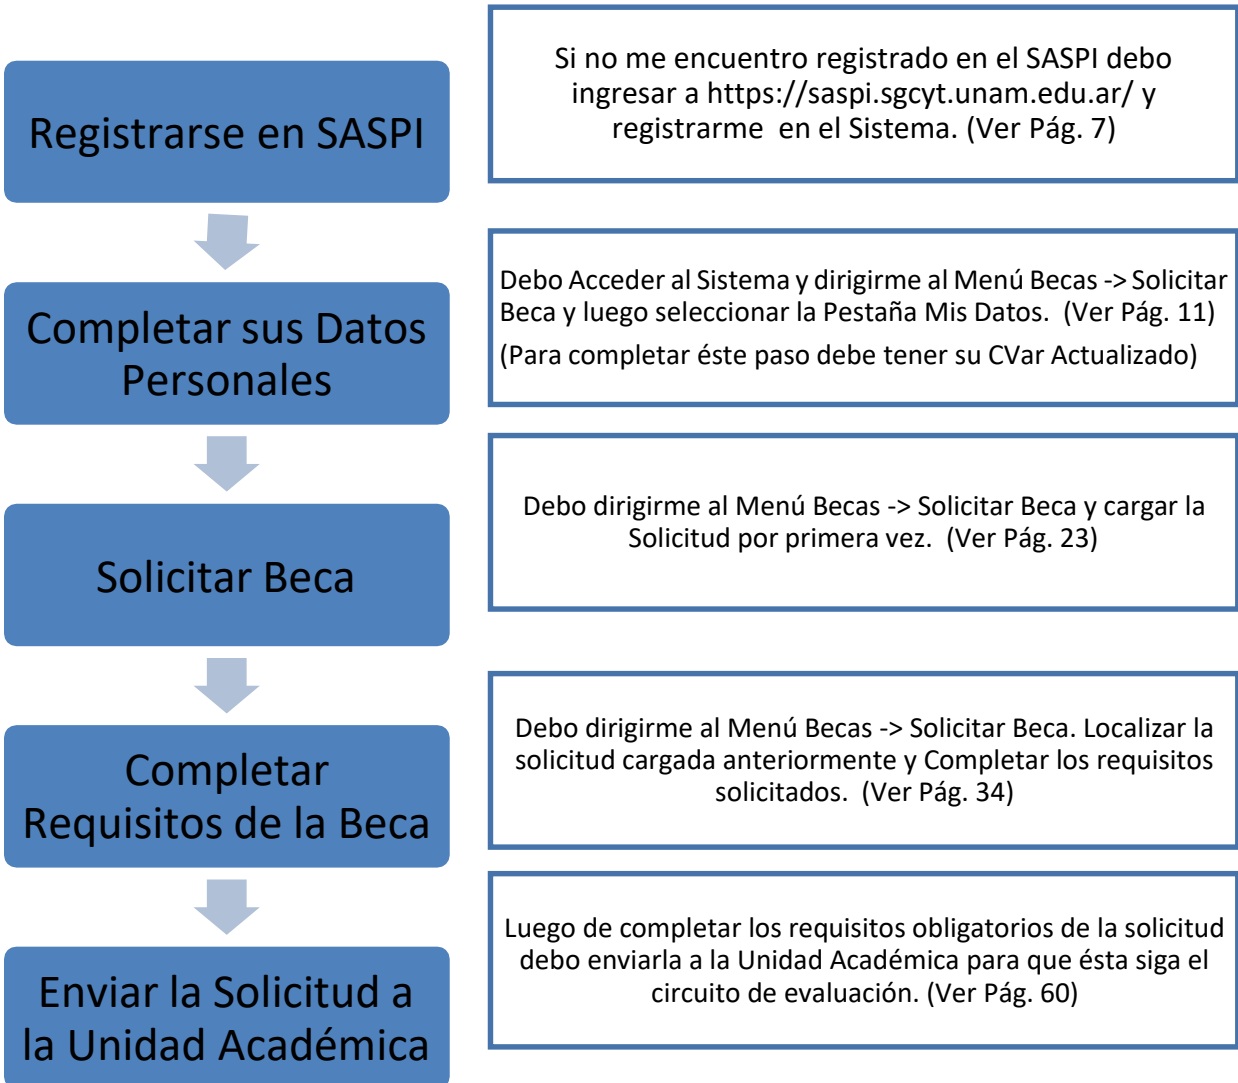 Registrarse en SASPI
Si no me encuentro registrado en el SASPI debo
ingresar a https://saspi.sgcyt.unam.edu.ar/ y
registrarme en el Sistema. (Ver Pág. 7)
Completar sus Datos
Personales
Debo Acceder al Sistema y dirigirme al Menú Becas -> Solicitar
Beca y luego seleccionar la Pestaña Mis Datos. (Ver Pág. 11)
(Para completar éste paso debe tener su CVar Actualizado)
Solicitar Beca
Debo dirigirme al Menú Becas -> Solicitar Beca y cargar la
Solicitud por primera vez. (Ver Pág. 23)
Completar
Requisitos de la Beca
Debo dirigirme al Menú Becas -> Solicitar Beca. Localizar la
solicitud cargada anteriormente y Completar los requisitos
solicitados. (Ver Pág. 34)
Enviar la Solicitud a
la Unidad Académica
Luego de completar los requisitos obligatorios de la solicitud
debo enviarla a la Unidad Académica para que ésta siga el
circuito de evaluación. (Ver Pág. 60)